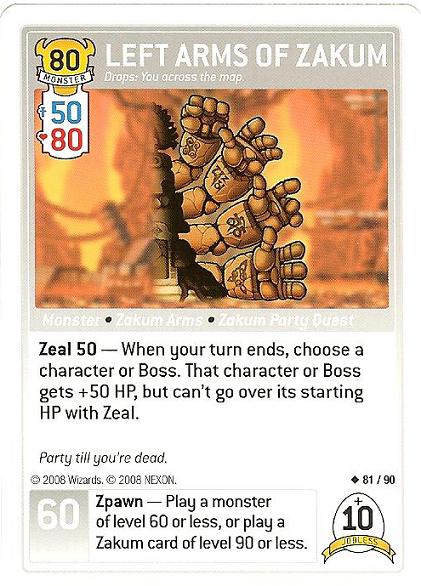 80
MONSTER
LEFT ARMS OF ZAKUM
Drops: You across the map.
50
80
Monster • Zakum Arms • Zakum Party Quest
Zeal 50 — When your turn ends, choose a
character or Boss. That character or Boss
gets +50 HP, but can't go over its starting
HP with Zeal.
Party till you're dead.
© 2008 Wizards. © 2008 NEXON.
◆ 81 / 90
60
Zpawn — Play a monster
of level 60 or less, or play a
Zakum card of level 90 or less.
+
10
JOBLESS